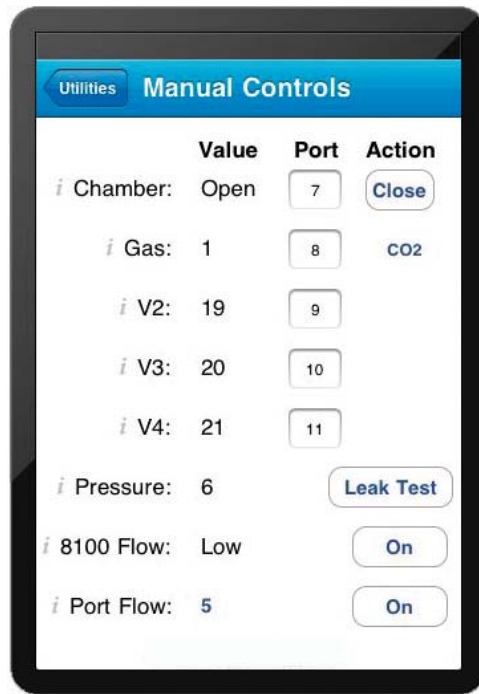 Utilities Manual Controls
Value Port Action
i Chamber: Open 7 Close
i Gas: 1 8 CO2
i V2: 19 9
i V3: 20 10
i V4: 21 11
i Pressure: 6 Leak Test
i 8100 Flow: Low On
i Port Flow: 5 On